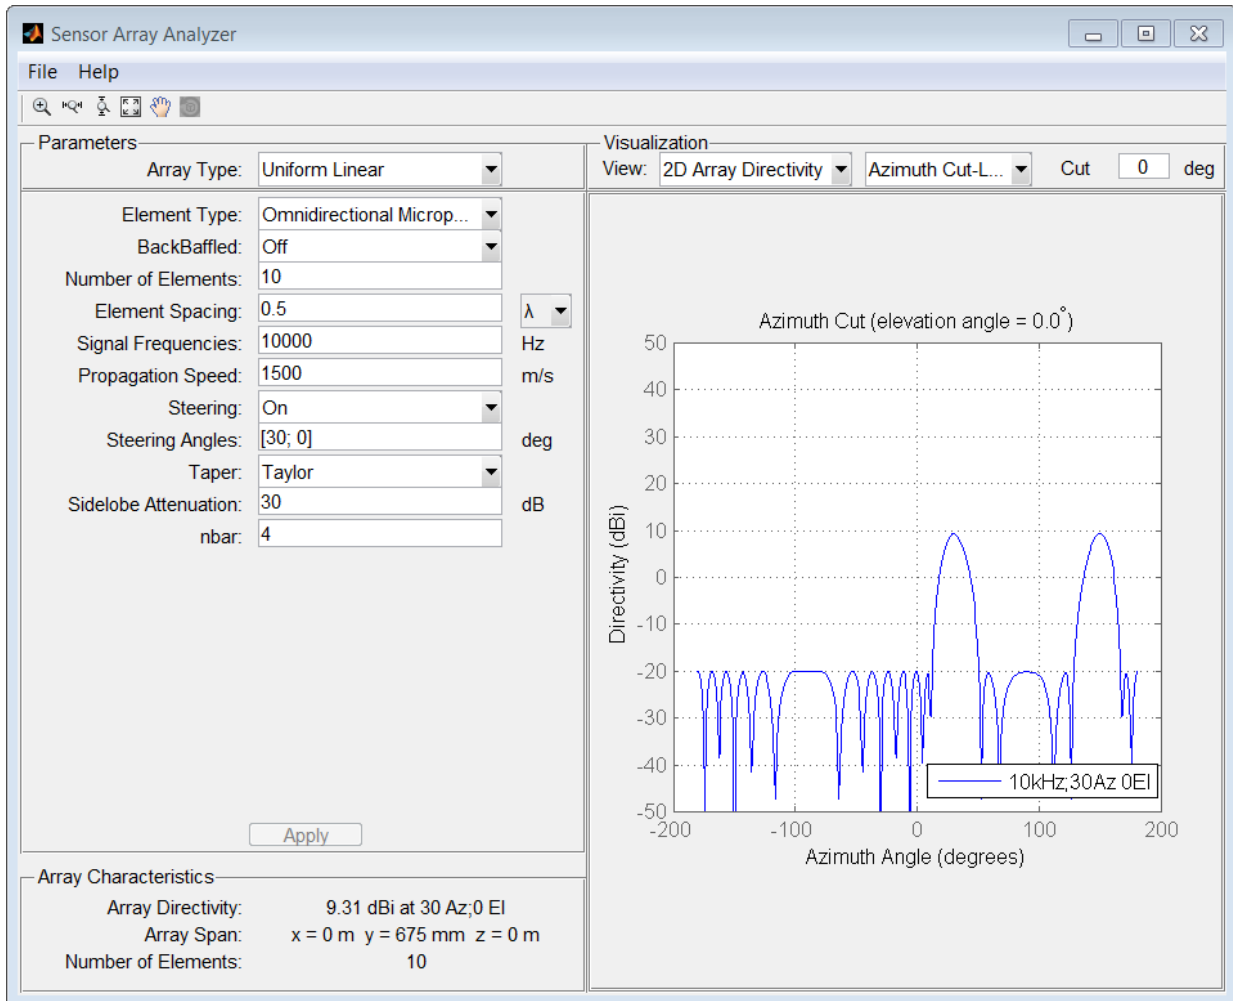 Sensor Array Analyzer
File Help
Parameters
Array Type: Uniform Linear
Element Type: Omnidirectional Microp...
BackBaffled: Off
Number of Elements: 10
Element Spacing: 0.5 λ
Signal Frequencies: 10000 Hz
Propagation Speed: 1500 m/s
Steering: On
Steering Angles: [30; 0] deg
Taper: Taylor
Sidelobe Attenuation: 30 dB
nbar: 4
Apply
Array Characteristics
Array Directivity: 9.31 dBi at 30 Az;0 El
Array Span: x = 0 m y = 675 mm z = 0 m
Number of Elements: 10
Visualization
View: 2D Array Directivity Azimuth Cut-L... Cut 0 deg
Azimuth Cut (elevation angle = 0.0°)
Directivity (dBi)
50
40
30
20
10
0
-10
-20
-30
-40
-50
10kHz;30Az 0El
-200 -100 0 100 200
Azimuth Angle (degrees)